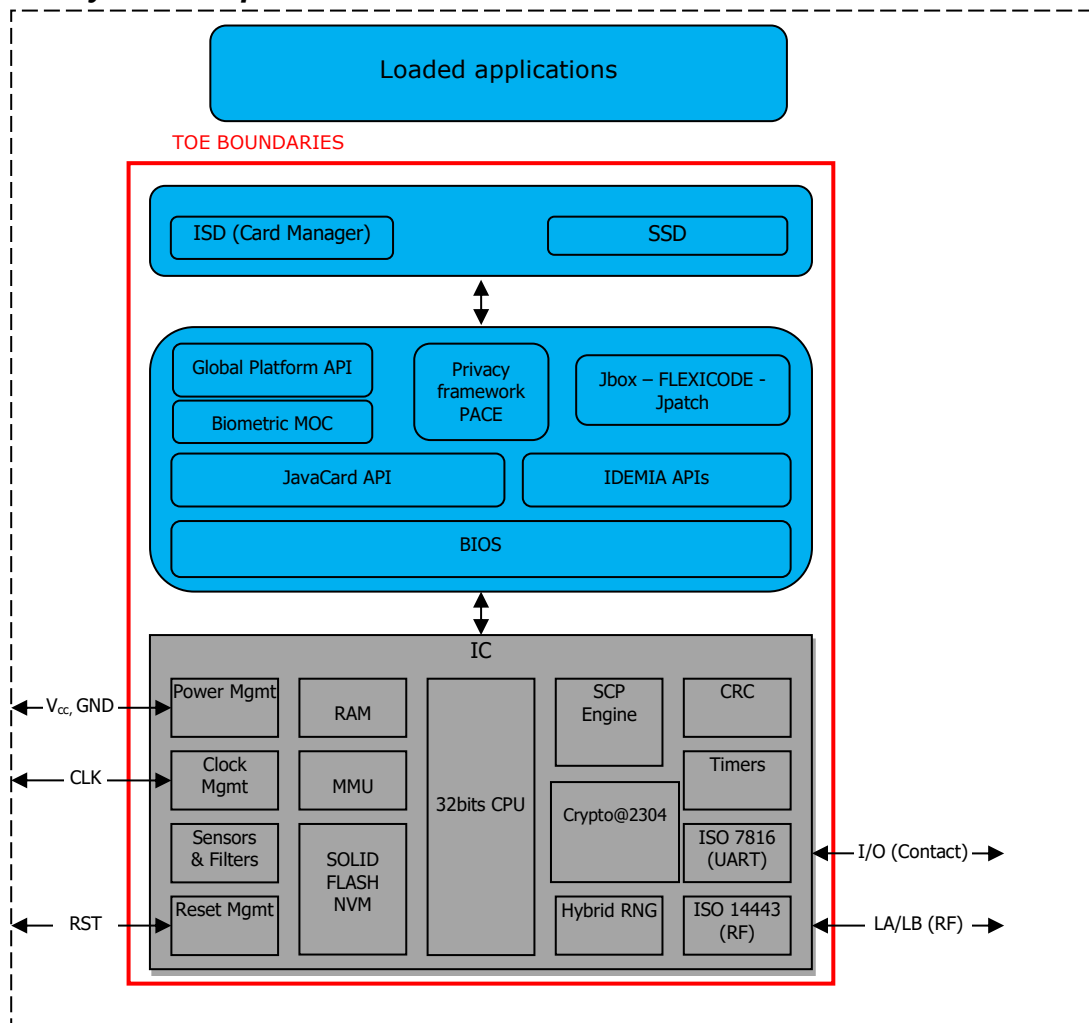 Loaded applications
TOE BOUNDARIES
ISD (Card Manager)
SSD
Global Platform API
Biometric MOC
Privacy
framework
PACE
Jbox – FLEXICODE -
Jpatch
JavaCard API
IDEMIA APIs
BIOS
IC
Power Mgmt
RAM
32bits CPU
SCP
Engine
CRC
Clock
Mgmt
MMU
Crypto@2304
Timers
Sensors
& Filters
SOLID
FLASH
NVM
ISO 7816
(UART)
Reset Mgmt
Hybrid RNG
ISO 14443
(RF)
Vcc, GND
CLK
RST
I/O (Contact)
LA/LB (RF)